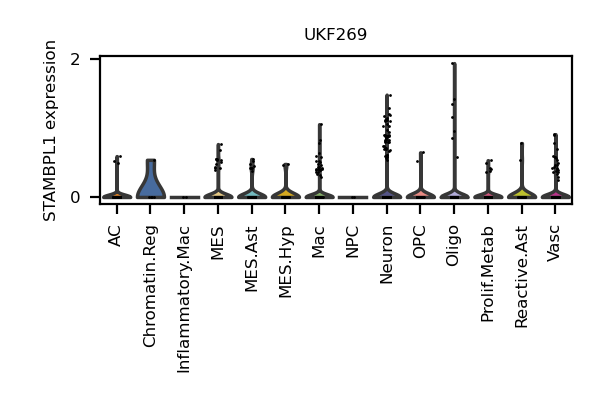 UKF269
STAMBPL1 expression
2
0
AC
Chromatin.Reg
Inflammatory.Mac
MES
MES.Ast
MES.Hyp
Mac
NPC
Neuron
OPC
Oligo
Prolif.Metab
Reactive.Ast
Vasc